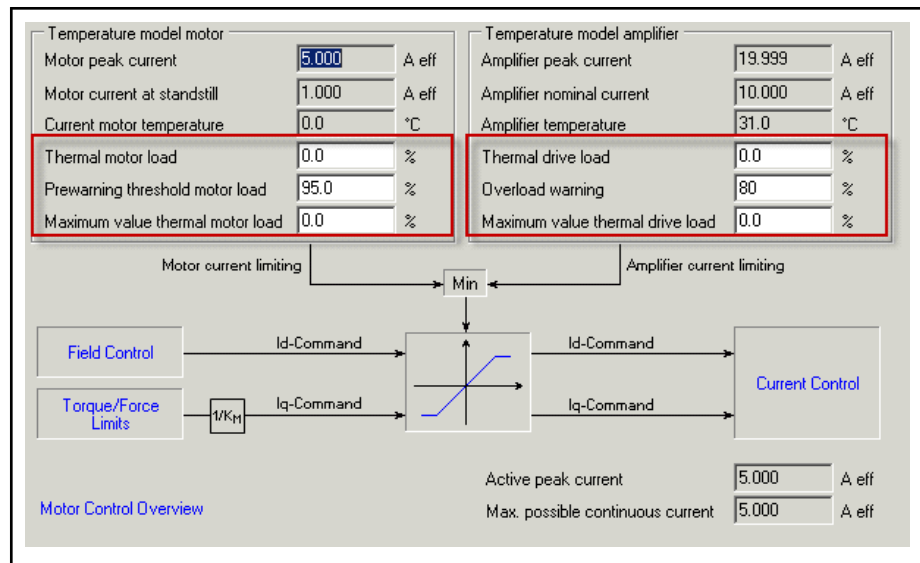 Temperature model motor
Motor peak current 5.000 A eff
Motor current at standstill 1.000 A eff
Current motor temperature 0.0 °C
Thermal motor load 0.0 %
Prewarning threshold motor load 95.0 %
Maximum value thermal motor load 0.0 %
Temperature model amplifier
Amplifier peak current 19.999 A eff
Amplifier nominal current 10.000 A eff
Amplifier temperature 31.0 °C
Thermal drive load 0.0 %
Overload warning 80 %
Maximum value thermal drive load 0.0 %
Motor current limiting
Amplifier current limiting
Min
Field Control
Id-Command
Id-Command
Torque/Force
Limits
1/KM
Iq-Command
Iq-Command
Current Control
Active peak current 5.000 A eff
Motor Control Overview
Max. possible continuous current 5.000 A eff